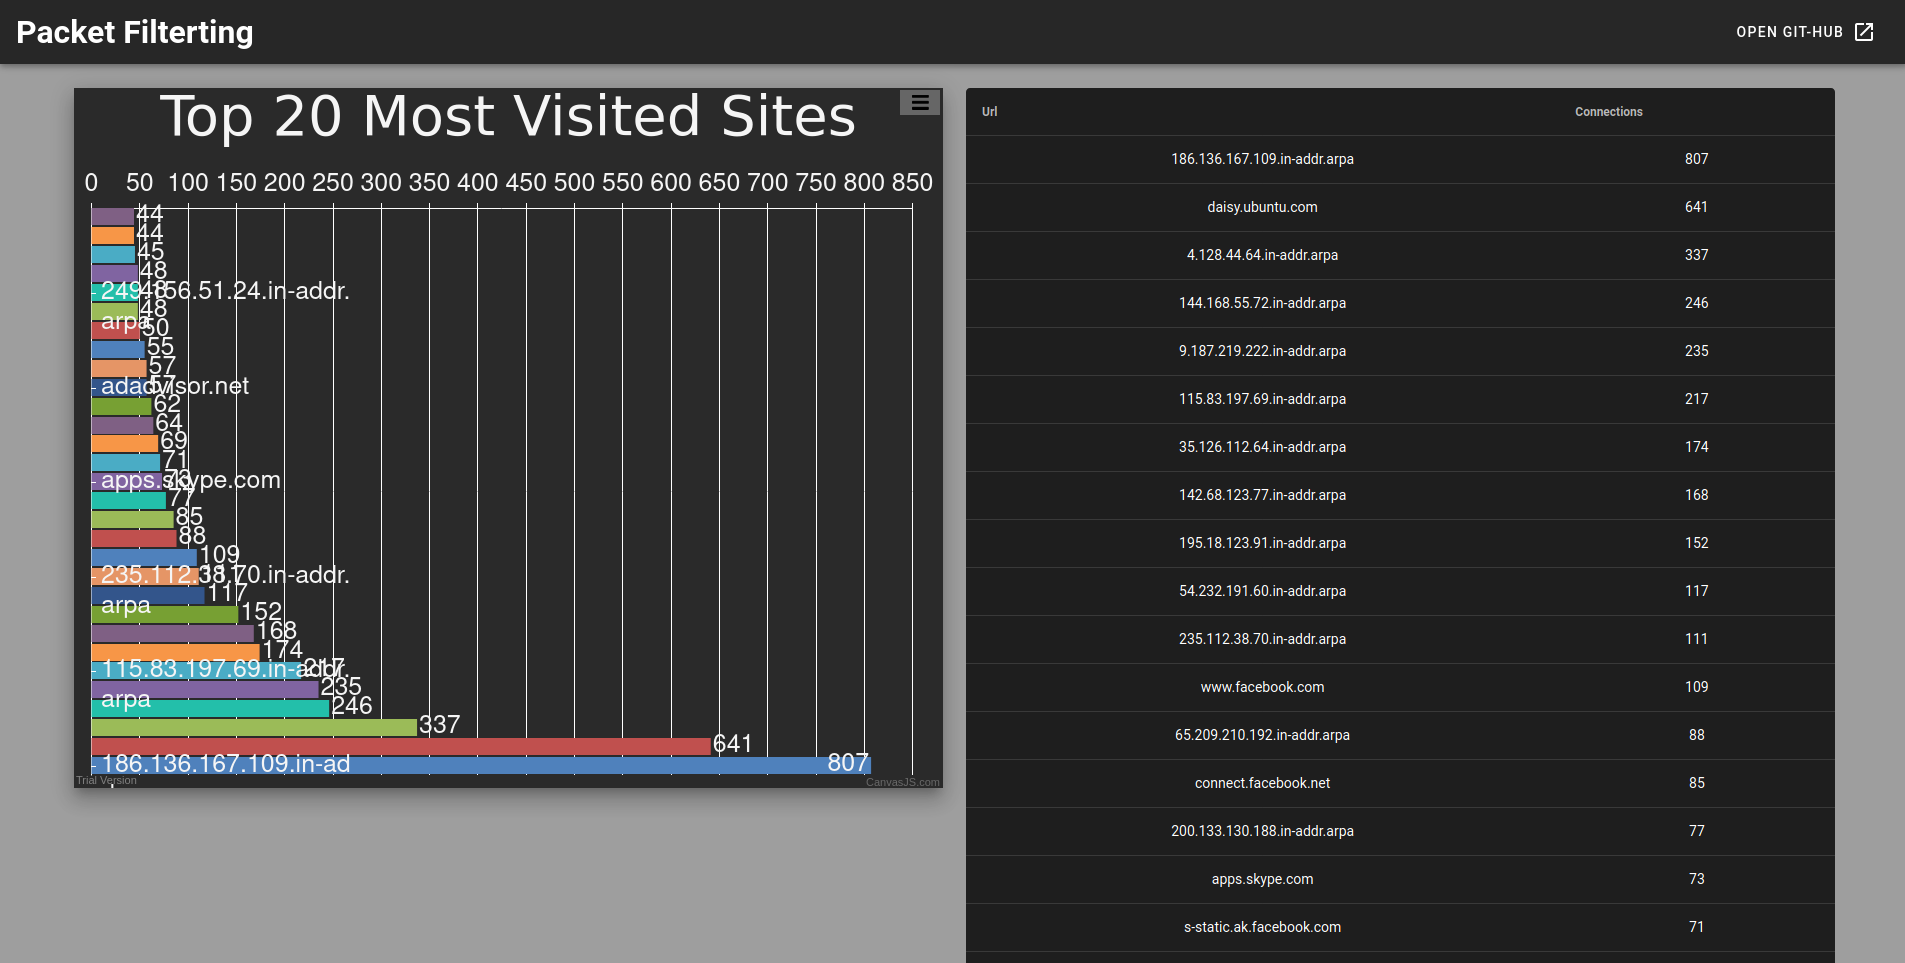 Packet Filterting
OPEN GIT-HUB
Top 20 Most Visited Sites
0 50 100 150 200 250 300 350 400 450 500 550 600 650 700 750 800 850
44
44
45
48
249.156.51.24.in-addr. 48
48
arpa
50
55
57
adadvisor.net 57
62
64
69
71
apps.skype.com 73
77
85
88
109
235.112.38.70.in-addr. 111
117
arpa
152
168
174
115.83.197.69.in-addr. 217
235
arpa
246
337
641
186.136.167.109.in-ad 807
Trial Version
CanvasJS.com
Url Connections
186.136.167.109.in-addr.arpa 807
daisy.ubuntu.com 641
4.128.44.64.in-addr.arpa 337
144.168.55.72.in-addr.arpa 246
9.187.219.222.in-addr.arpa 235
115.83.197.69.in-addr.arpa 217
35.126.112.64.in-addr.arpa 174
142.68.123.77.in-addr.arpa 168
195.18.123.91.in-addr.arpa 152
54.232.191.60.in-addr.arpa 117
235.112.38.70.in-addr.arpa 111
www.facebook.com 109
65.209.210.192.in-addr.arpa 88
connect.facebook.net 85
200.133.130.188.in-addr.arpa 77
apps.skype.com 73
s-static.ak.facebook.com 71